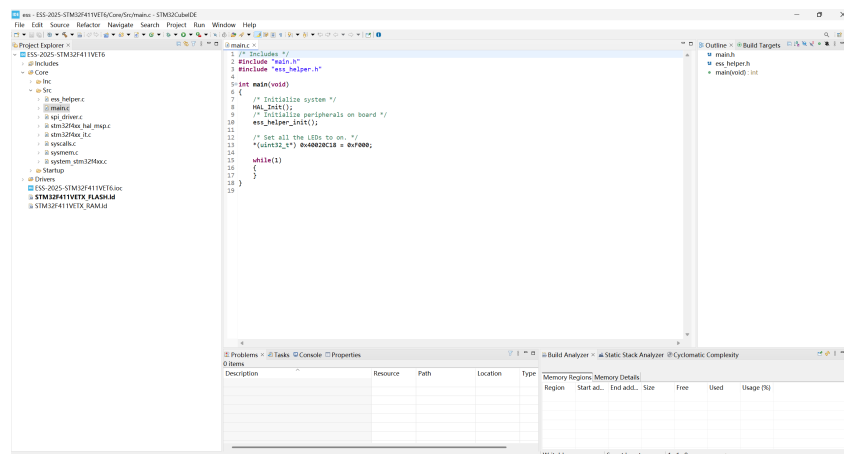 ess - ESS-2025-STM32F411VET6/Core/Src/main.c - STM32CubeIDE
File Edit Source Refactor Navigate Search Project Run Window Help
Project Explorer ×
ESS-2025-STM32F411VET6
Includes
Core
Inc
Src
ess_helper.c
main.c
spi_driver.c
stm32f4xx_hal_msp.c
stm32f4xx_it.c
syscalls.c
sysmem.c
system_stm32f4xx.c
Startup
Drivers
ESS-2025-STM32F411VET6.ioc
STM32F411VETX_FLASH.ld
STM32F411VETX_RAM.ld
main.c ×
1 /* Includes */
2 #include "main.h"
3 #include "ess_helper.h"
4
5 int main(void)
6 {
7 /* Initialize system */
8 HAL_Init();
9 /* Initialize peripherals on board */
10 ess_helper_init();
11
12 /* Set all the LEDs to on. */
13 *(uint32_t*) 0x40020C18 = 0xF000;
14
15 while(1)
16 {
17 }
18 }
19
Outline × Build Targets
main.h
ess_helper.h
main(void) : int
Problems × Tasks Console Properties
0 items
Description Resource Path Location Type
Build Analyzer × Static Stack Analyzer Cyclomatic Complexity
Memory Regions Memory Details
Region Start ad... End add... Size Free Used Usage (%)